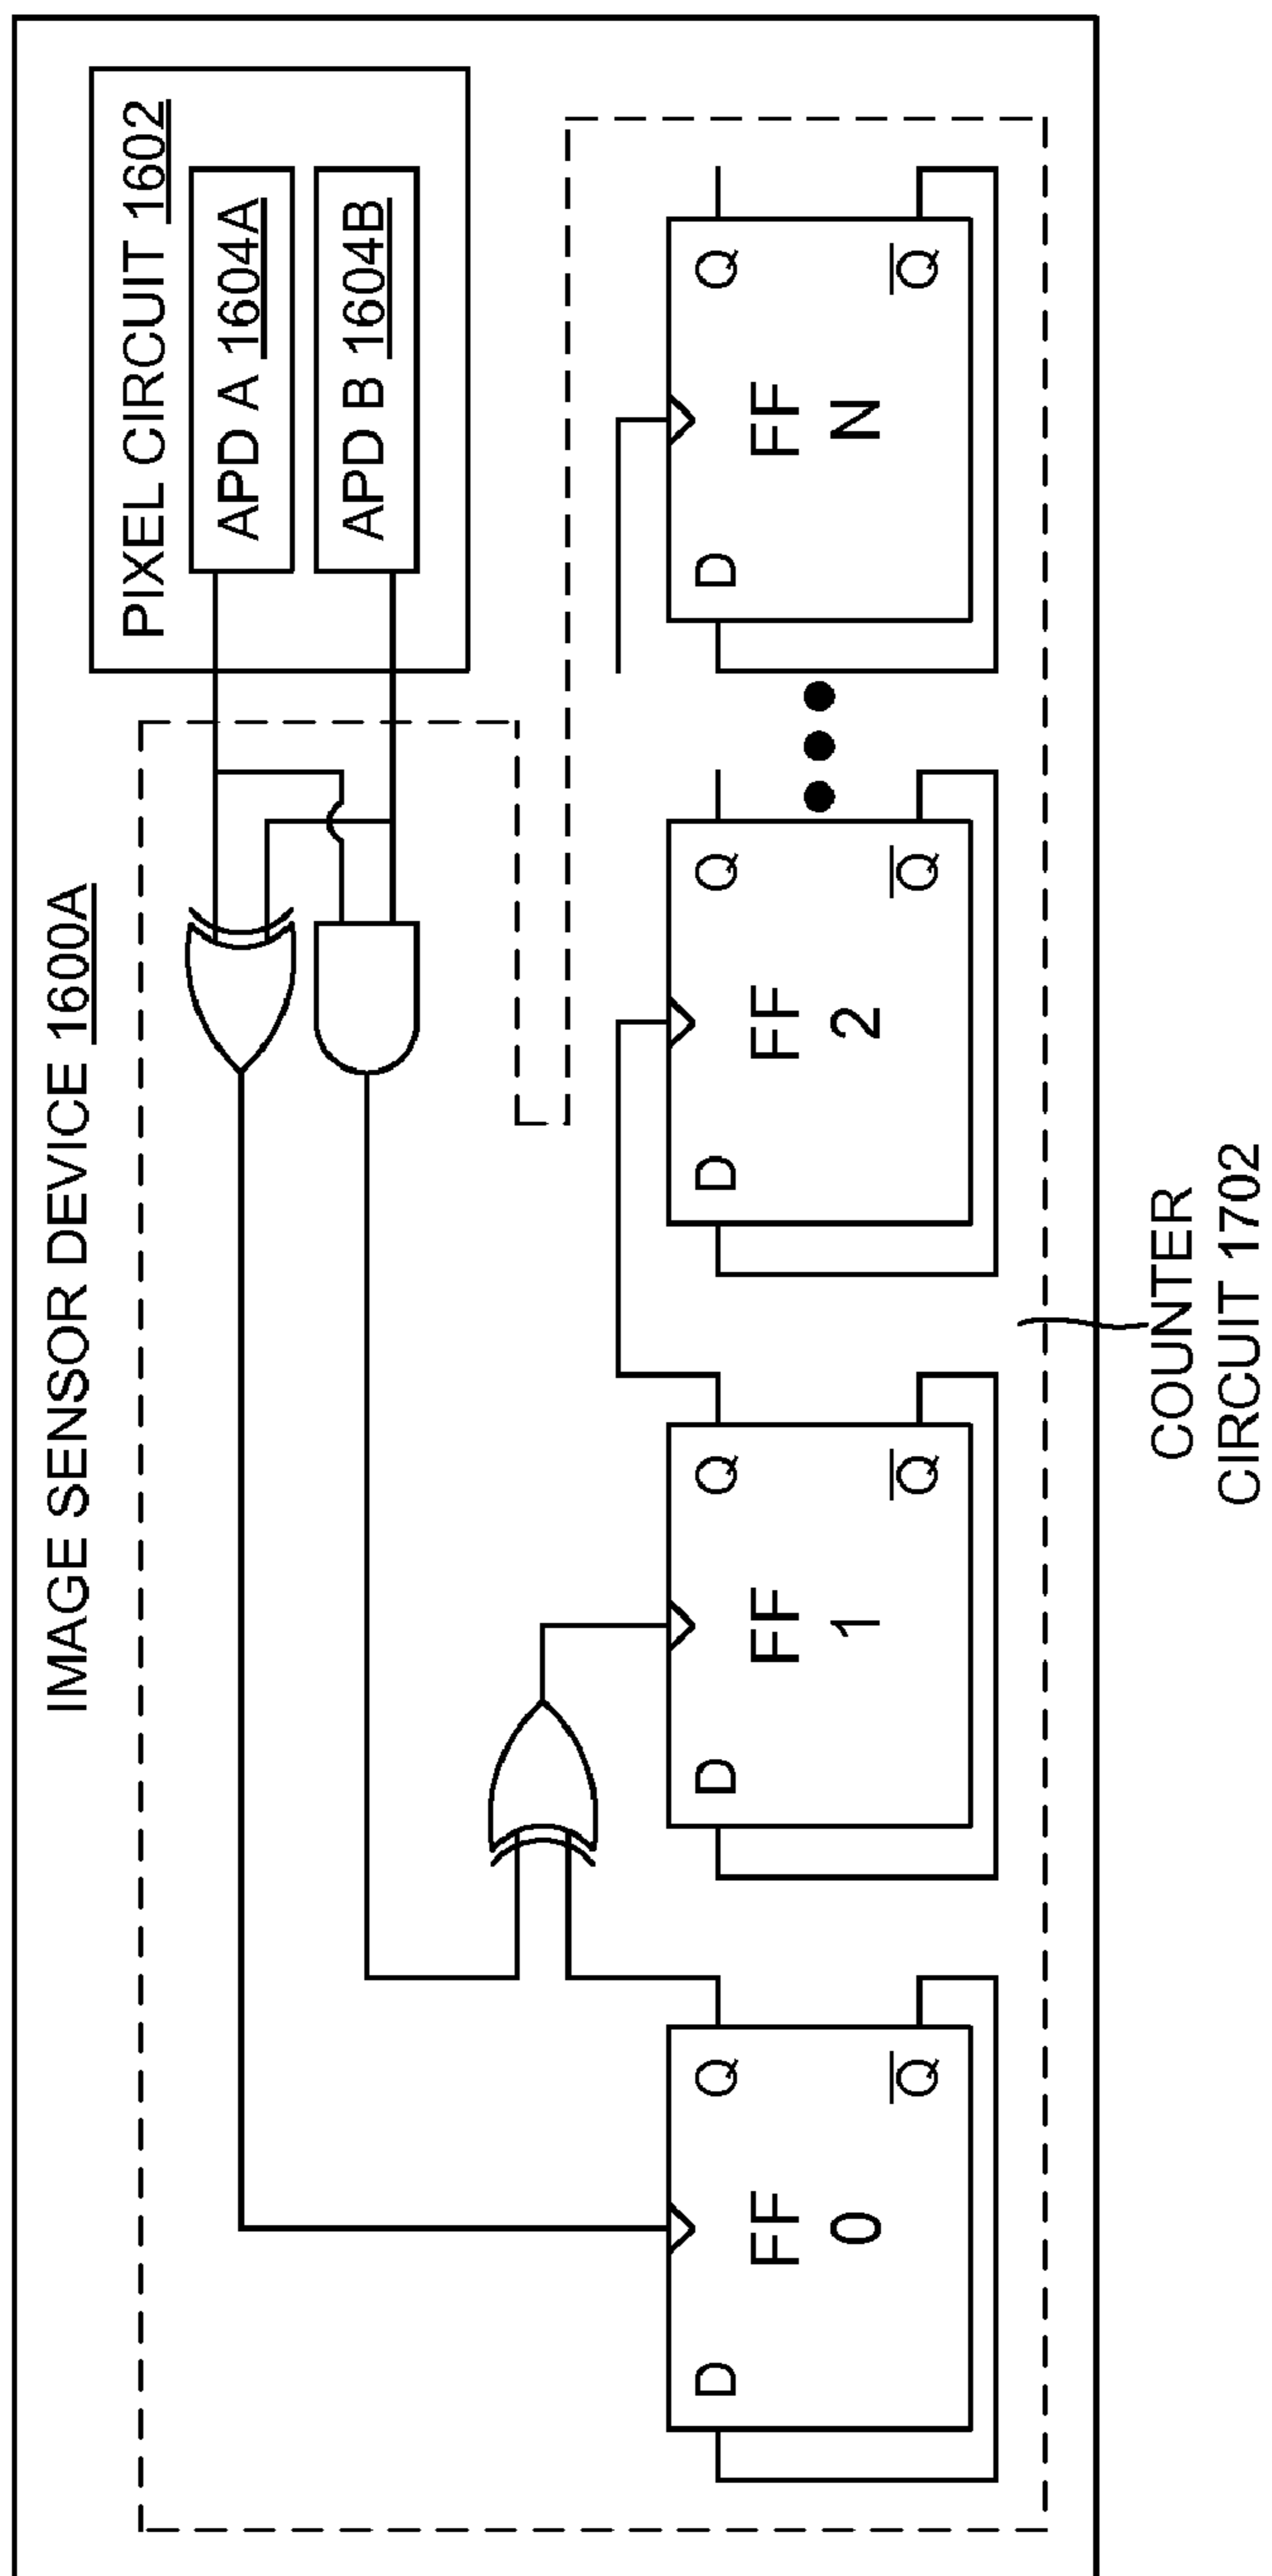 IMAGE SENSOR DEVICE 1600A
PIXEL CIRCUIT 1602
APD A 1604A
APD B 1604B
D
Q
FF
0
Q̅
D
Q
FF
1
Q̅
D
Q
FF
2
Q̅
D
Q
FF
N
Q̅
COUNTER
CIRCUIT 1702